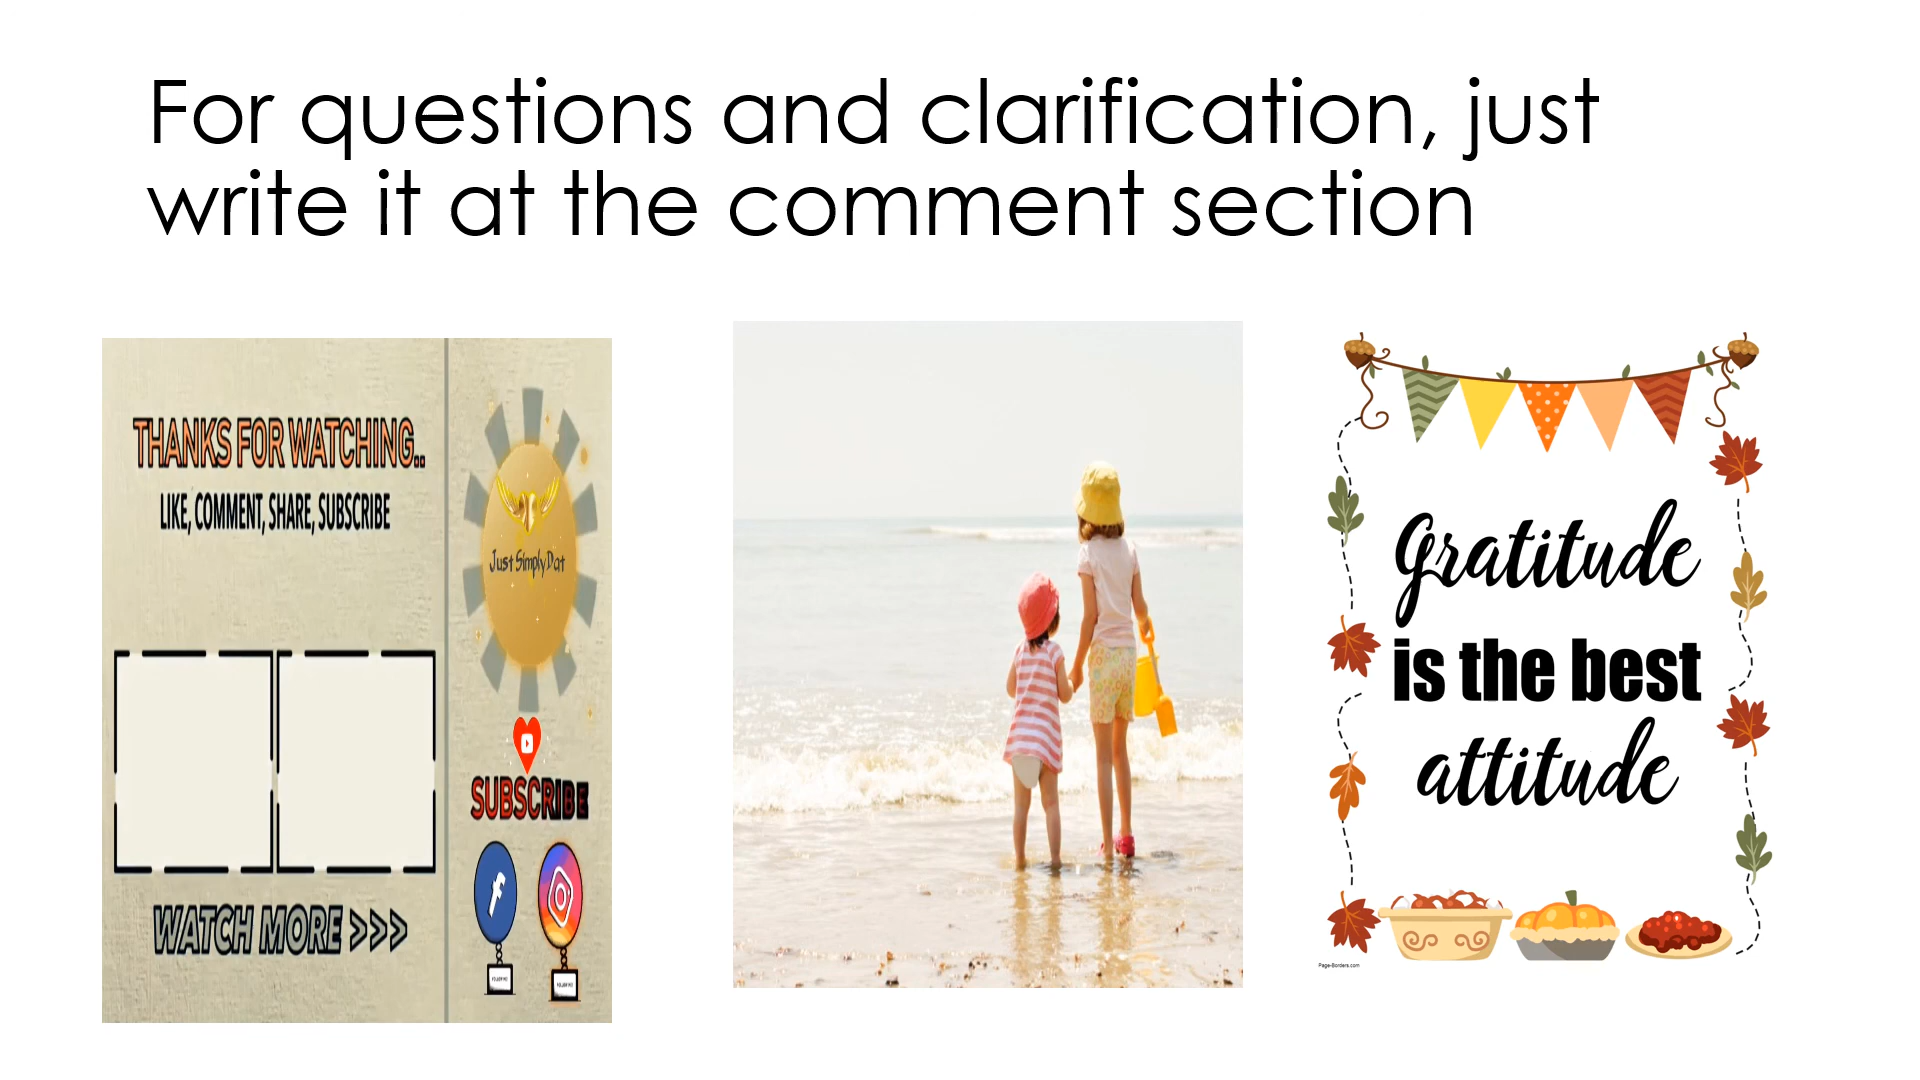 For questions and clarification, just
write it at the comment section
THANKS FOR WATCHING..
LIKE, COMMENT, SHARE, SUBSCRIBE
WATCH MORE >>>
Just Simply Dat
SUBSCRIBE
Gratitude
is the best
attitude
Page-Borders.com